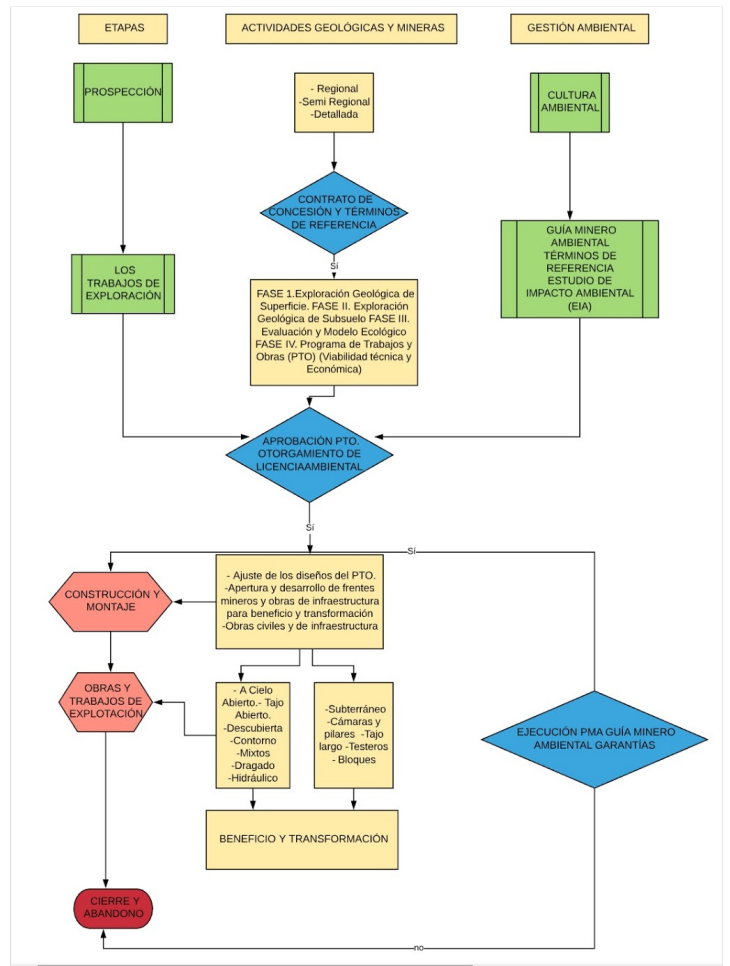 ETAPAS
ACTIVIDADES GEOLÓGICAS Y MINERAS
GESTIÓN AMBIENTAL
PROSPECCIÓN
- Regional
-Semi Regional
-Detallada
CULTURA
AMBIENTAL
CONTRATO DE
CONCESIÓN Y TÉRMINOS
DE REFERENCIA
Sí
LOS
TRABAJOS DE
EXPLORACIÓN
FASE 1.Exploración Geológica de
Superficie. FASE II. Exploración
Geológica de Subsuelo FASE III.
Evaluación y Modelo Ecológico
FASE IV. Programa de Trabajos y
Obras (PTO) (Viabilidad técnica y
Económica)
GUÍA MINERO
AMBIENTAL
TÉRMINOS DE
REFERENCIA
ESTUDIO DE
IMPACTO AMBIENTAL
(EIA)
APROBACIÓN PTO.
OTORGAMIENTO DE
LICENCIAAMBIENTAL
Sí
Sí
CONSTRUCCIÓN Y
MONTAJE
- Ajuste de los diseños del PTO.
-Apertura y desarrollo de frentes
mineros y obras de infraestructura
para beneficio y transformación
-Obras civiles y de infraestructura
OBRAS Y
TRABAJOS DE
EXPLOTACIÓN
- A Cielo
Abierto.- Tajo
Abierto.
-Descubierta
-Contorno
-Mixtos
-Dragado
-Hidráulico
-Subterráneo
-Cámaras y
pilares -Tajo
largo -Testeros
- Bloques
EJECUCIÓN PMA GUÍA MINERO
AMBIENTAL GARANTÍAS
BENEFICIO Y TRANSFORMACIÓN
CIERRE Y
ABANDONO
no